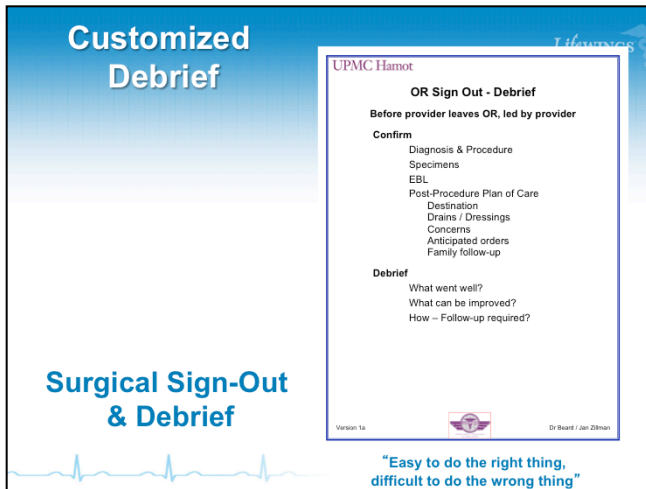 Customized
Debrief
LifeWINGS
UPMC Hamot
OR Sign Out - Debrief
Before provider leaves OR, led by provider
Confirm
Diagnosis & Procedure
Specimens
EBL
Post-Procedure Plan of Care
Destination
Drains / Dressings
Concerns
Anticipated orders
Family follow-up
Debrief
What went well?
What can be improved?
How – Follow-up required?
Version 1a
Dr Beard / Jan Zillman
Surgical Sign-Out
& Debrief
“Easy to do the right thing,
difficult to do the wrong thing”